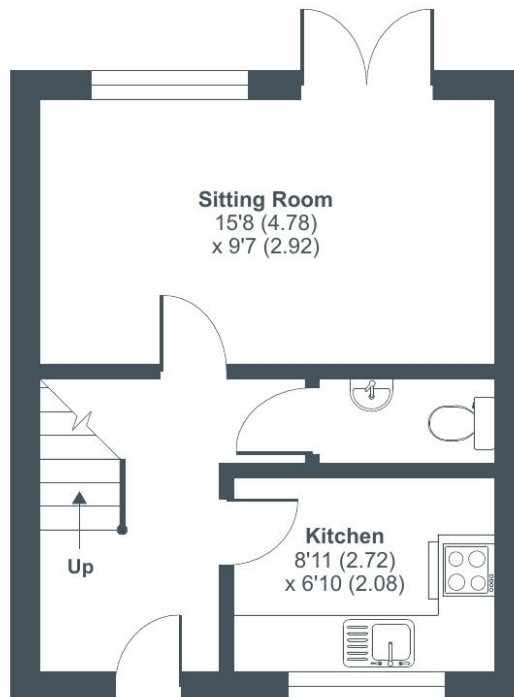 Sitting Room
15'8 (4.78)
x 9'7 (2.92)
Kitchen
8'11 (2.72)
x 6'10 (2.08)
Up